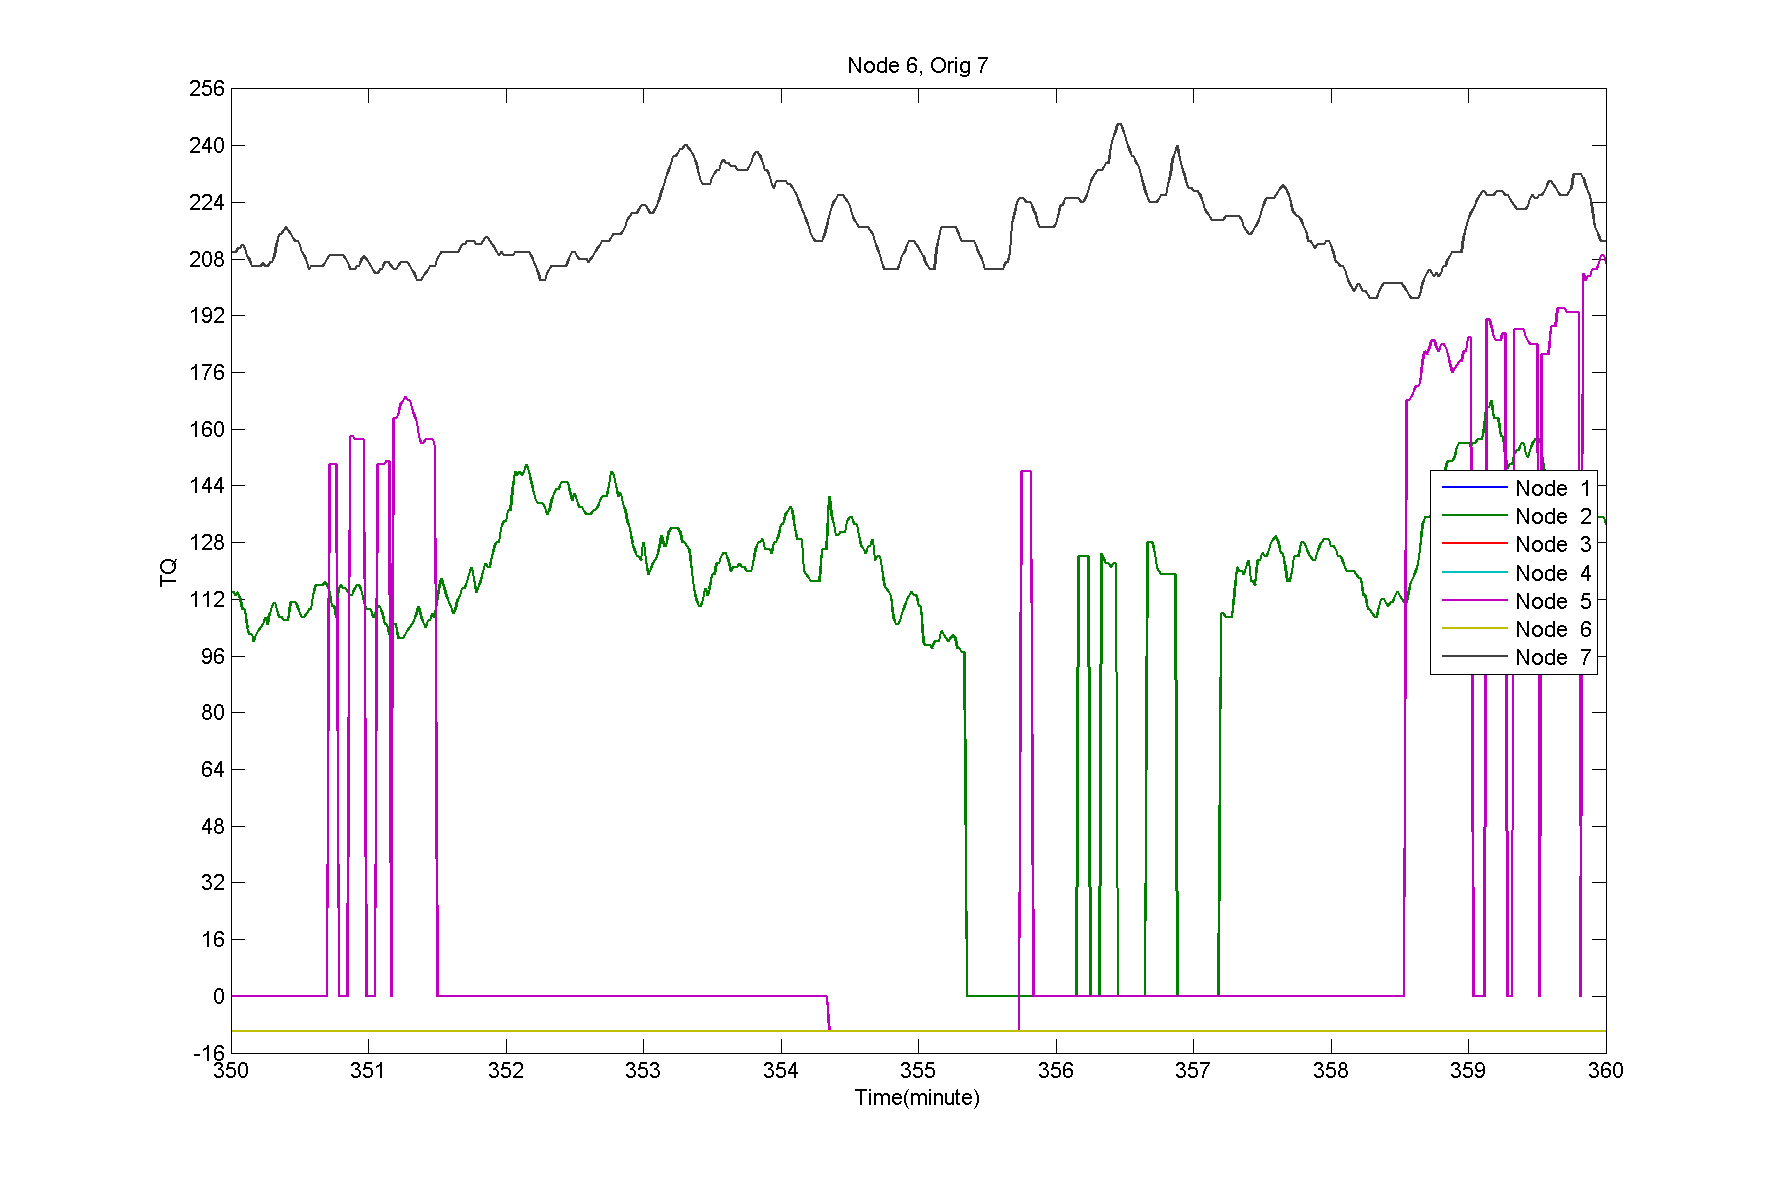 Node 6, Orig 7
256
240
224
208
192
176
160
144
128
112
96
80
64
48
32
16
0
-16
TQ
Node 1
Node 2
Node 3
Node 4
Node 5
Node 6
Node 7
350 351 352 353 354 355 356 357 358 359 360
Time(minute)